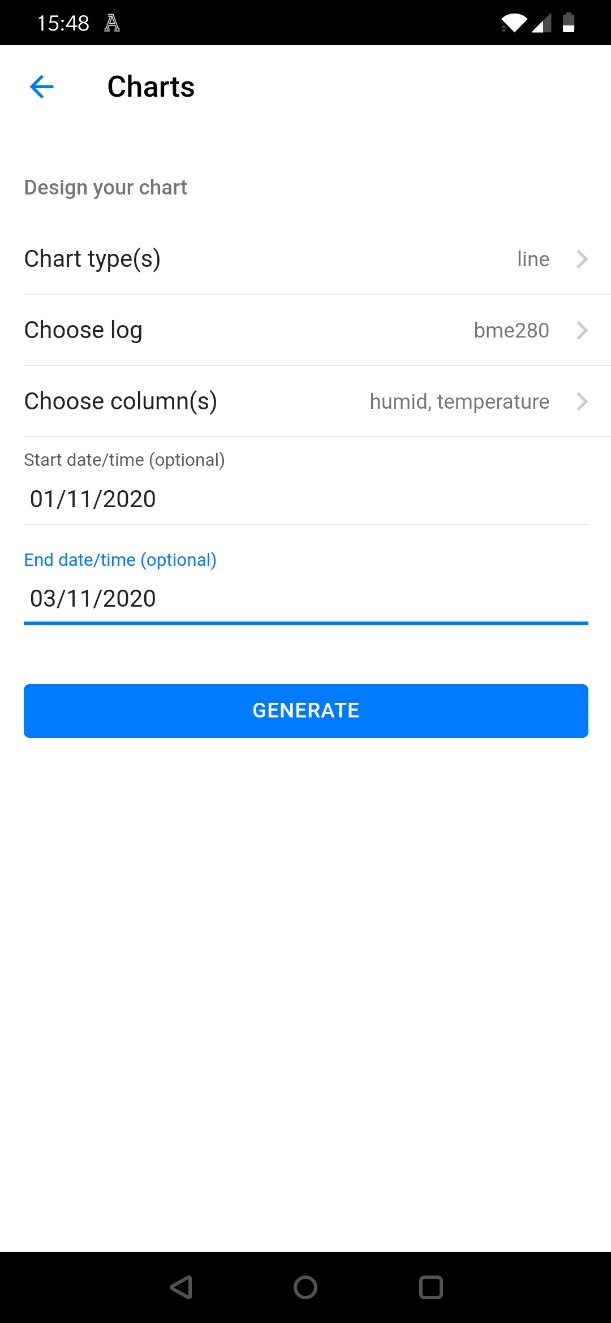 15:48
Charts
Design your chart
Chart type(s) line
Choose log bme280
Choose column(s) humid, temperature
Start date/time (optional)
01/11/2020
End date/time (optional)
03/11/2020
GENERATE